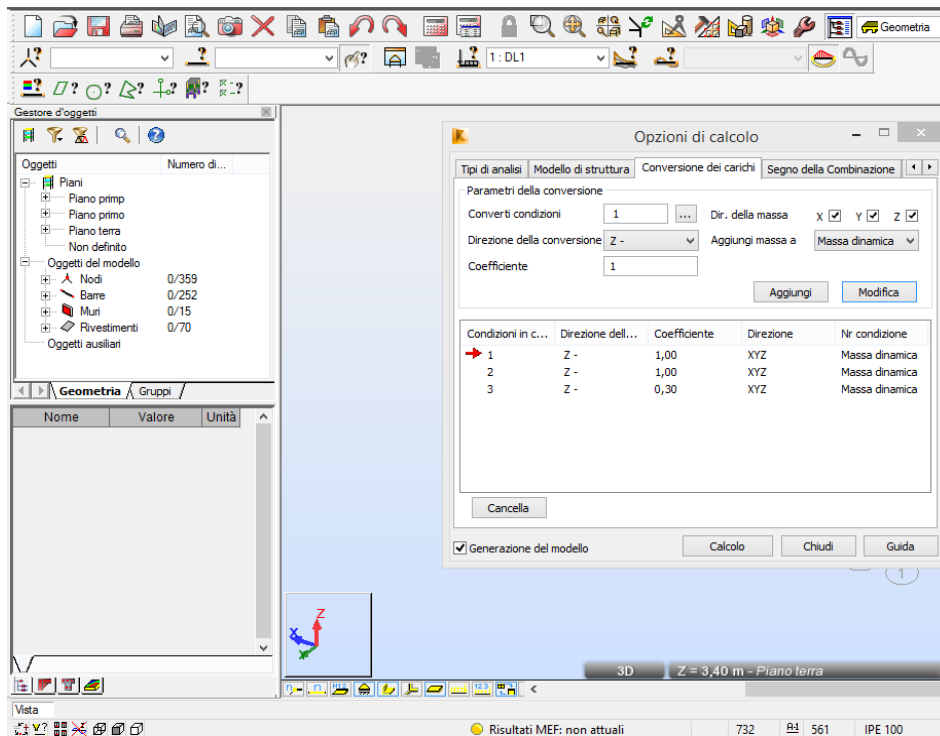 Geometria
1 : DL1
Gestore d'oggetti
Oggetti Numero di...
Piani
Piano primp
Piano primo
Piano terra
Non definito
Oggetti del modello
Nodi 0/359
Barre 0/252
Muri 0/15
Rivestimenti 0/70
Oggetti ausiliari
Geometria Gruppi
Nome Valore Unità
Opzioni di calcolo
Tipi di analisi Modello di struttura Conversione dei carichi Segno della Combinazione
Parametri della conversione
Converti condizioni 1 ... Dir. della massa X Y Z
Direzione della conversione Z - Aggiungi massa a Massa dinamica
Coefficiente 1
Aggiungi Modifica
Condizioni in c... Direzione dell... Coefficiente Direzione Nr condizione
1 Z - 1,00 XYZ Massa dinamica
2 Z - 1,00 XYZ Massa dinamica
3 Z - 0,30 XYZ Massa dinamica
Cancella
Generazione del modello Calcolo Chiudi Guida
1
Z
X
Y
3D Z = 3,40 m - Piano terra
Vista
Risultati MEF: non attuali 732 561 IPE 100